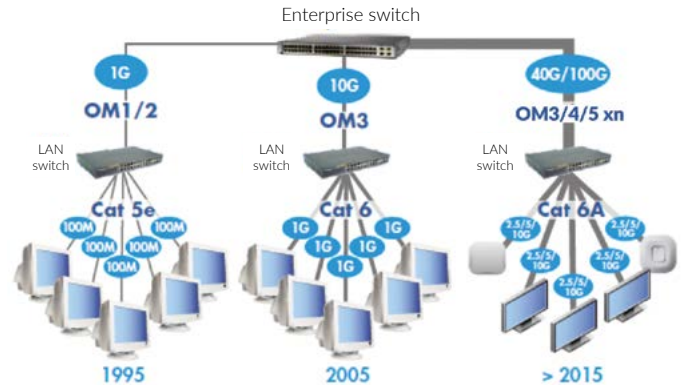 Enterprise switch
1G
10G
40G/100G
OM1/2
OM3
OM3/4/5 xn
LAN
switch
LAN
switch
LAN
switch
Cat 5e
Cat 6
Cat 6A
100M
100M
100M
100M
100M
1G
1G
1G
1G
1G
2.5/5/
10G
2.5/5/
10G
2.5/5/
10G
2.5/5/
10G
2.5/5/
10G
1995
2005
> 2015